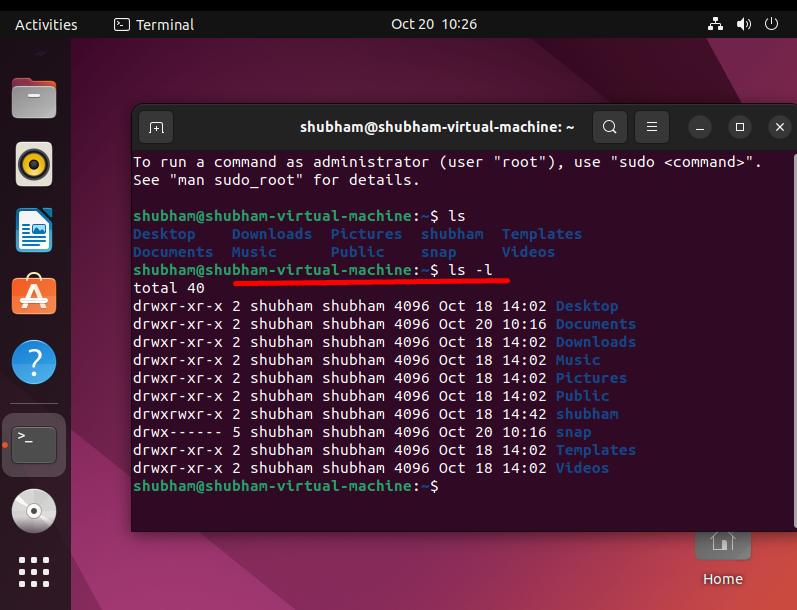 Activities Terminal Oct 20 10:26
shubham@shubham-virtual-machine: ~
To run a command as administrator (user "root"), use "sudo <command>".
See "man sudo_root" for details.
shubham@shubham-virtual-machine:~$ ls
Desktop Downloads Pictures shubham Templates
Documents Music Public snap Videos
shubham@shubham-virtual-machine:~$ ls -l
total 40
drwxr-xr-x 2 shubham shubham 4096 Oct 18 14:02 Desktop
drwxr-xr-x 2 shubham shubham 4096 Oct 20 10:16 Documents
drwxr-xr-x 2 shubham shubham 4096 Oct 18 14:02 Downloads
drwxr-xr-x 2 shubham shubham 4096 Oct 18 14:02 Music
drwxr-xr-x 2 shubham shubham 4096 Oct 18 14:02 Pictures
drwxr-xr-x 2 shubham shubham 4096 Oct 18 14:02 Public
drwxrwxr-x 2 shubham shubham 4096 Oct 18 14:42 shubham
drwx------ 5 shubham shubham 4096 Oct 20 10:16 snap
drwxr-xr-x 2 shubham shubham 4096 Oct 18 14:02 Templates
drwxr-xr-x 2 shubham shubham 4096 Oct 18 14:02 Videos
shubham@shubham-virtual-machine:~$
Home